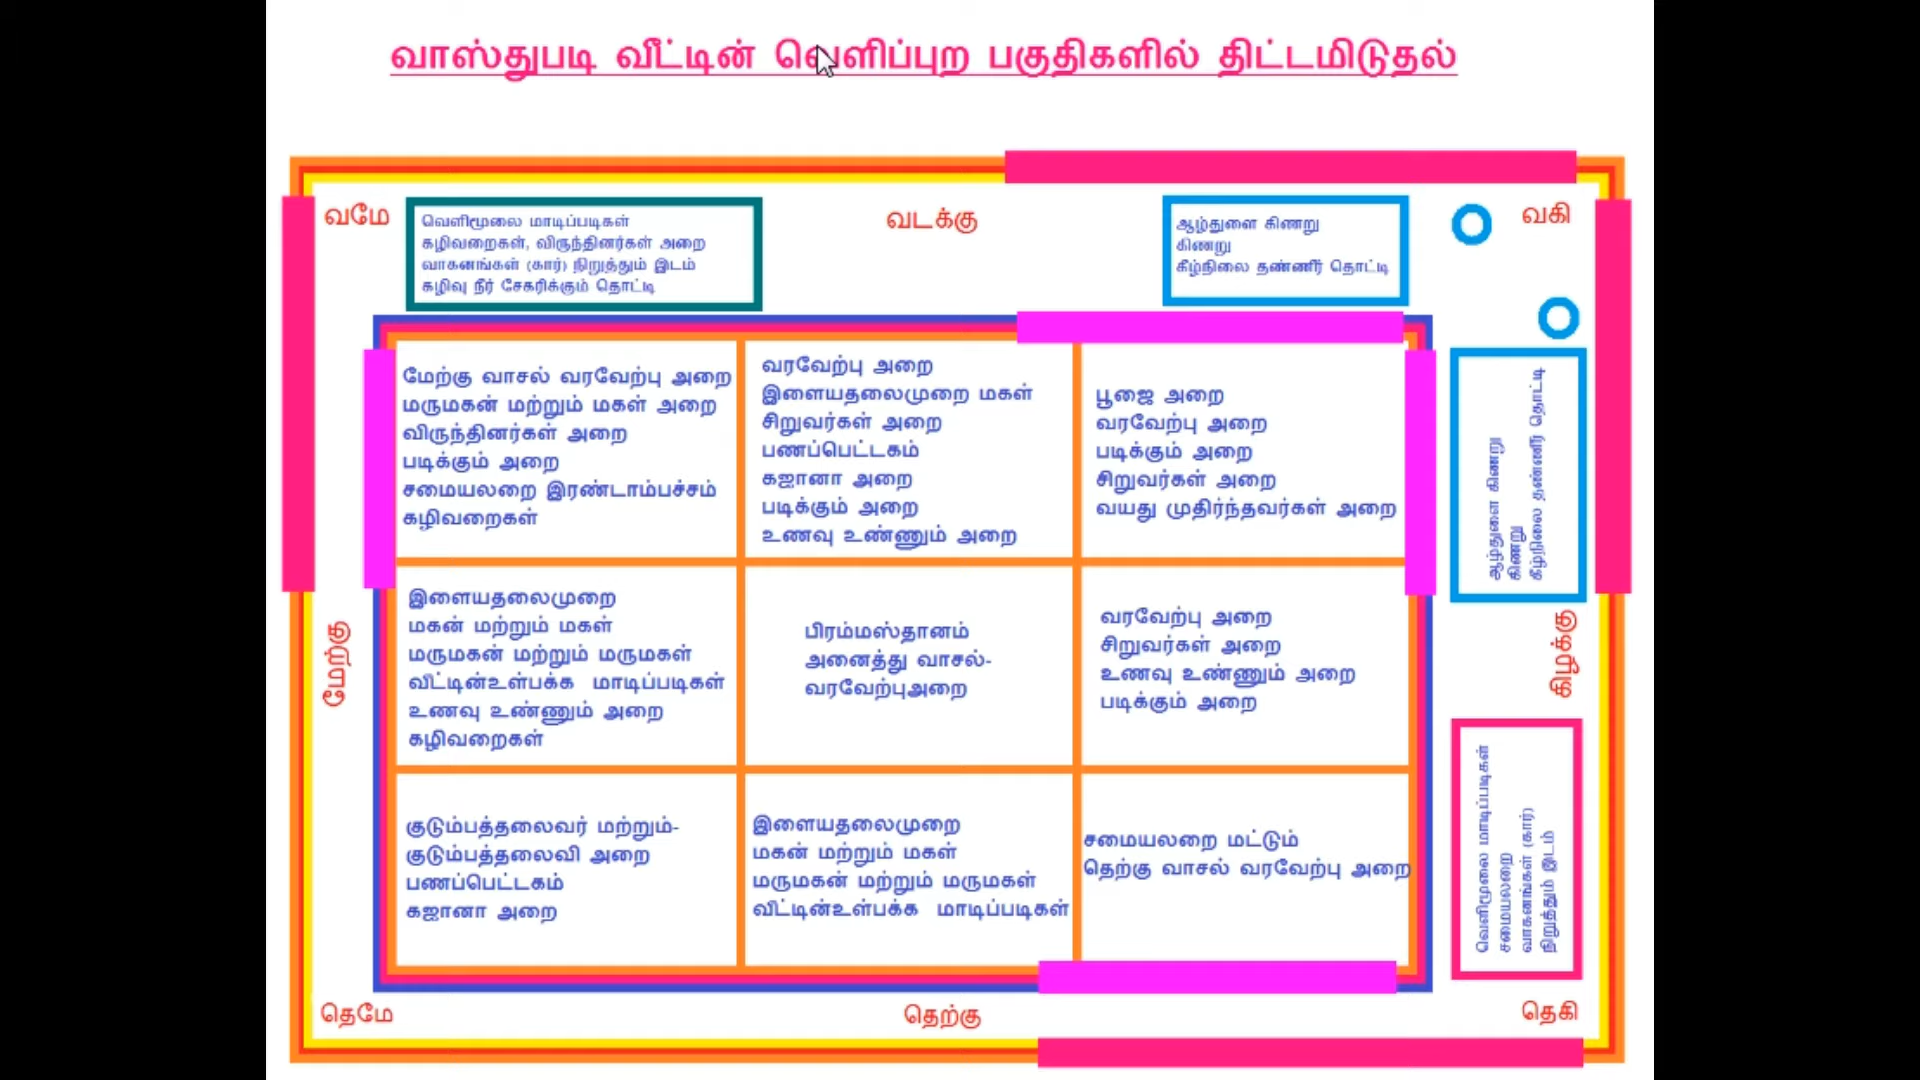 வாஸ்துபடி வீட்டின் வெளிப்புற பகுதிகளில் திட்டமிடுதல்
வமே
வெளிமூலை மாடிப்படிகள்
கழிவறைகள், விருந்தினர்கள் அறை
வாகனங்கள் (கார்) நிறுத்தும் இடம்
கழிவு நீர் சேகரிக்கும் தொட்டி
வடக்கு
ஆழ்துளை கிணறு
கிணறு
கீழ்நிலை தண்ணீர் தொட்டி
வகி
மேற்கு வாசல் வரவேற்பு அறை
மருமகன் மற்றும் மகள் அறை
விருந்தினர்கள் அறை
படிக்கும் அறை
சமையலறை இரண்டாம்பச்சம்
கழிவறைகள்
வரவேற்பு அறை
இளையதலைமுறை மகள்
சிறுவர்கள் அறை
பணப்பெட்டகம்
கஜானா அறை
படிக்கும் அறை
உணவு உண்ணும் அறை
பூஜை அறை
வரவேற்பு அறை
படிக்கும் அறை
சிறுவர்கள் அறை
வயது முதிர்ந்தவர்கள் அறை
ஆழ்துளை கிணறு
கிணறு
கீழ்நிலை தண்ணீர் தொட்டி
மேற்கு
இளையதலைமுறை
மகன் மற்றும் மகள்
மருமகன் மற்றும் மருமகள்
வீட்டின்உள்பக்க மாடிப்படிகள்
உணவு உண்ணும் அறை
கழிவறைகள்
பிரம்மஸ்தானம்
அனைத்து வாசல்-
வரவேற்புஅறை
வரவேற்பு அறை
சிறுவர்கள் அறை
உணவு உண்ணும் அறை
படிக்கும் அறை
கிழக்கு
குடும்பத்தலைவர் மற்றும்-
குடும்பத்தலைவி அறை
பணப்பெட்டகம்
கஜானா அறை
இளையதலைமுறை
மகன் மற்றும் மகள்
மருமகன் மற்றும் மருமகள்
வீட்டின்உள்பக்க மாடிப்படிகள்
சமையலறை மட்டும்
தெற்கு வாசல் வரவேற்பு அறை
வெளிமூலை மாடிப்படிகள்
சமையலறை
வாகனங்கள் (கார்)
நிறுத்தும் இடம்
தெமே
தெற்கு
தெகி